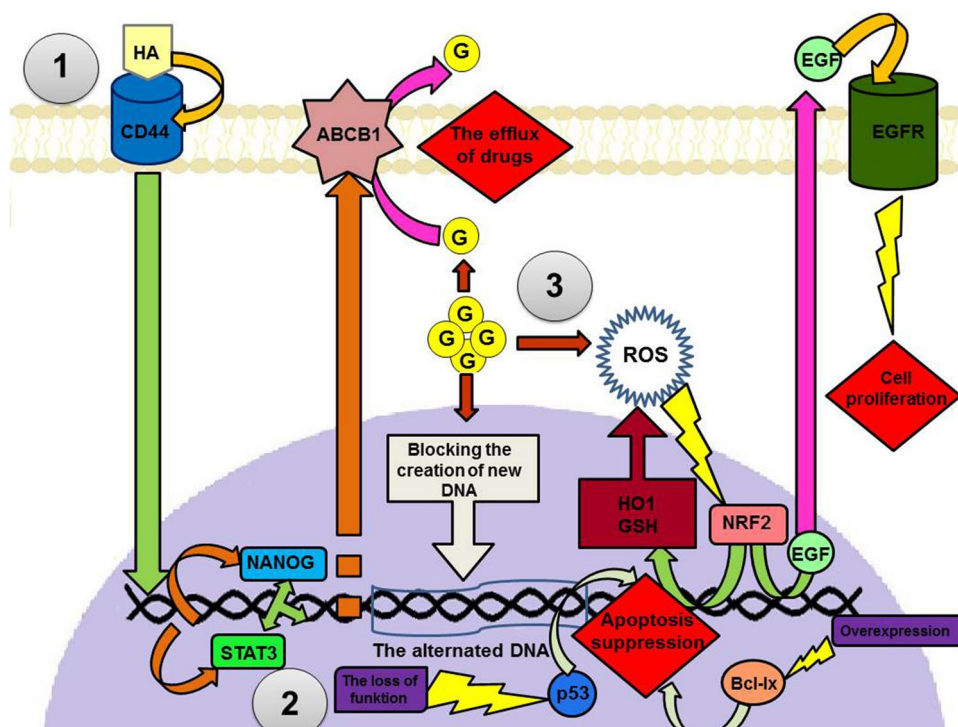 1
HA
CD44
ABCB1
G
The efflux
of drugs
EGF
EGFR
G
3
G
G
G
G
ROS
Cell
proliferation
Blocking the
creation of new
DNA
HO1
GSH
NRF2
EGF
NANOG
STAT3
The alternated DNA
Apoptosis
suppression
Overexpression
2
The loss of
funktion
p53
Bcl-lx